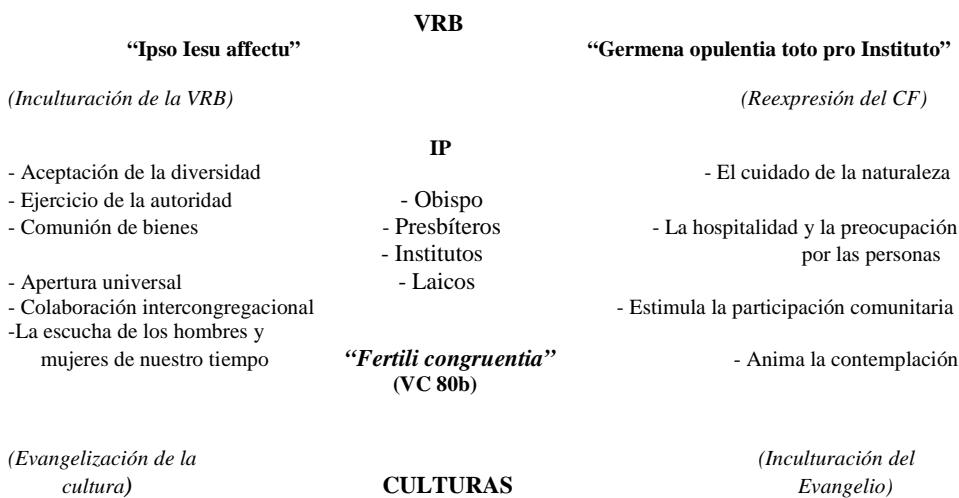 VRB
“Ipso Iesu affectu” “Germena opulentia toto pro Instituto”
(Inculturación de la VRB) (Reexpresión del CF)
IP
- Aceptación de la diversidad - El cuidado de la naturaleza
- Ejercicio de la autoridad - Obispo
- Comunión de bienes - Presbíteros - La hospitalidad y la preocupación
- Institutos por las personas
- Apertura universal - Laicos
- Colaboración intercongregacional - Estimula la participación comunitaria
-La escucha de los hombres y
mujeres de nuestro tiempo “Fertili congruentia” - Anima la contemplación
(VC 80b)
(Evangelización de la (Inculturación del
cultura) CULTURAS Evangelio)